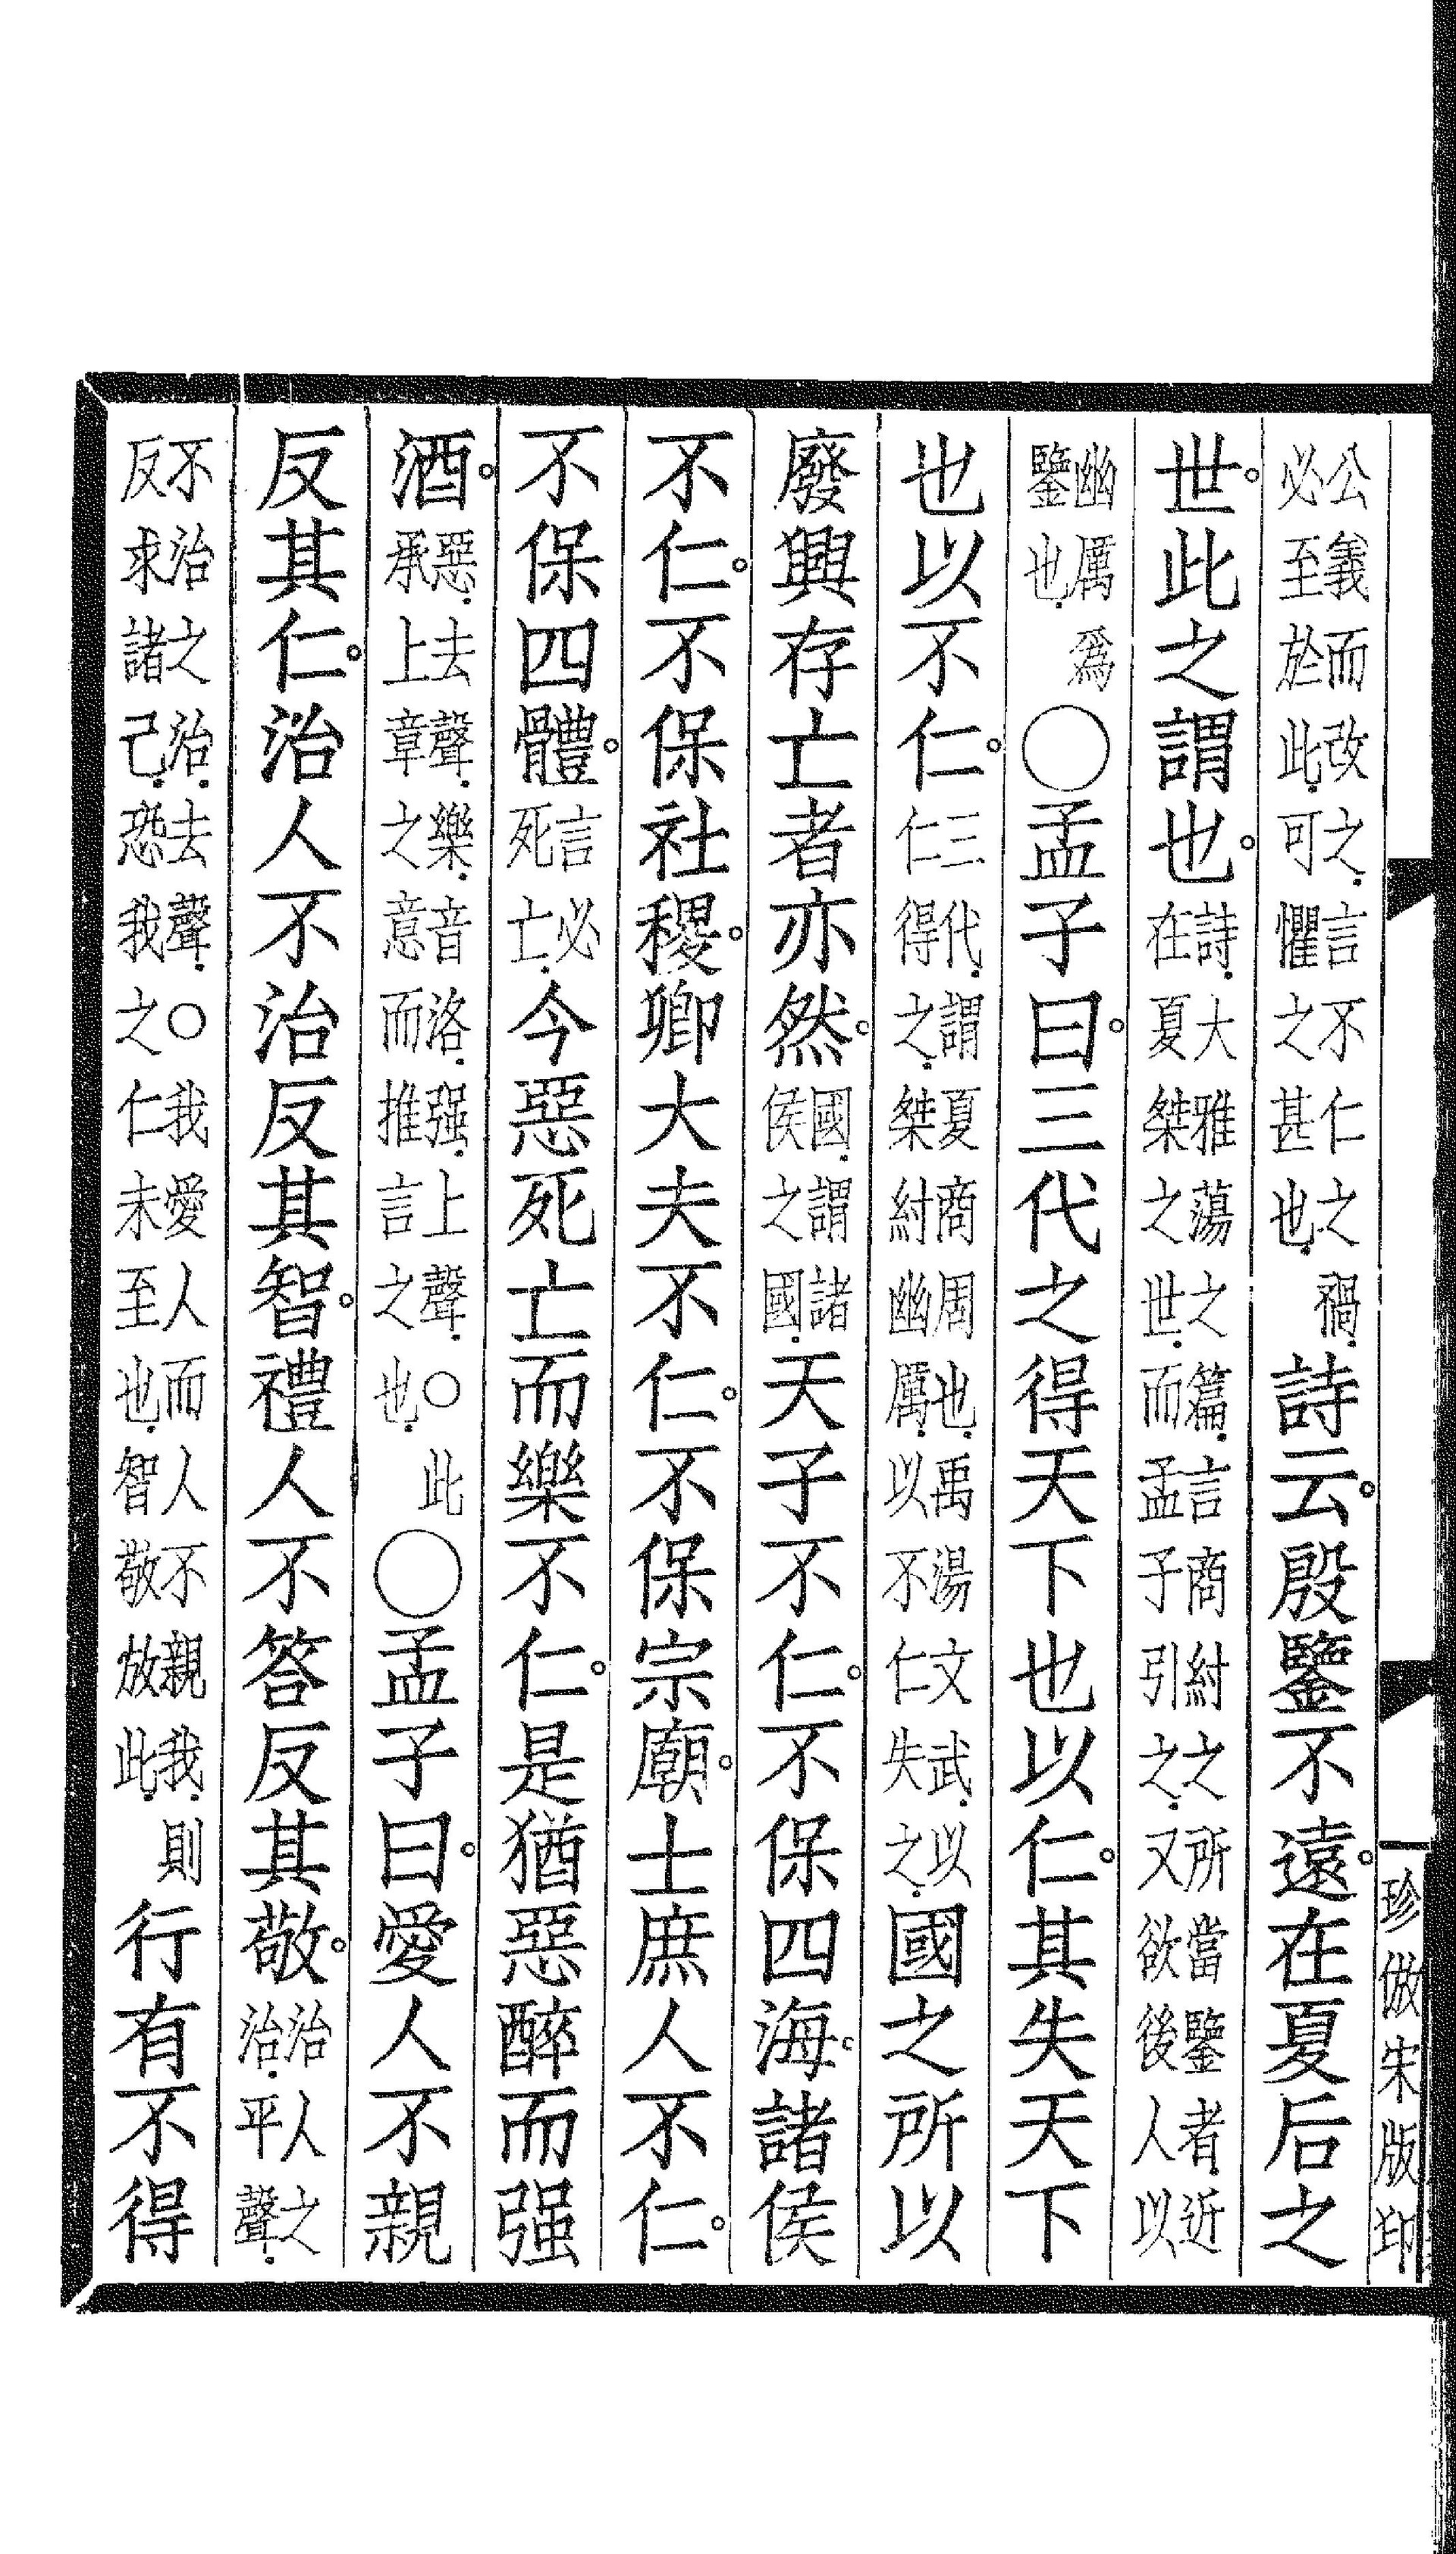 珍倣宋版印
公義而改之.言不仁之禍.必至於此.可懼之甚也.詩云。殷鑒不遠。在夏后之
世。此之謂也。詩.大雅蕩之篇.言商紂之所當鑒者.近在夏桀之世.而孟子引之.又欲後人以
幽厲爲鑒也.○孟子曰。三代之得天下也以仁。其失天下
也以不仁。三代.謂夏商周也.禹湯文武.以仁得之.桀紂幽厲.以不仁失之.國之所以
廢興存亡者亦然。國.謂諸侯之國.天子不仁。不保四海。諸侯
不仁。不保社稷。卿大夫不仁。不保宗廟。士庶人不仁。
不保四體。言必死亡.今惡死亡而樂不仁。是猶惡醉而强
酒。惡.去聲.樂.音洛.强.上聲.○此承上章之意而推言之也.○孟子曰。愛人不親
反其仁。治人不治反其智。禮人不答反其敬。治人之治.平聲.
不治之治.去聲.○我愛人而人不親我.則反求諸己.恐我之仁未至也.智敬放此.行有不得